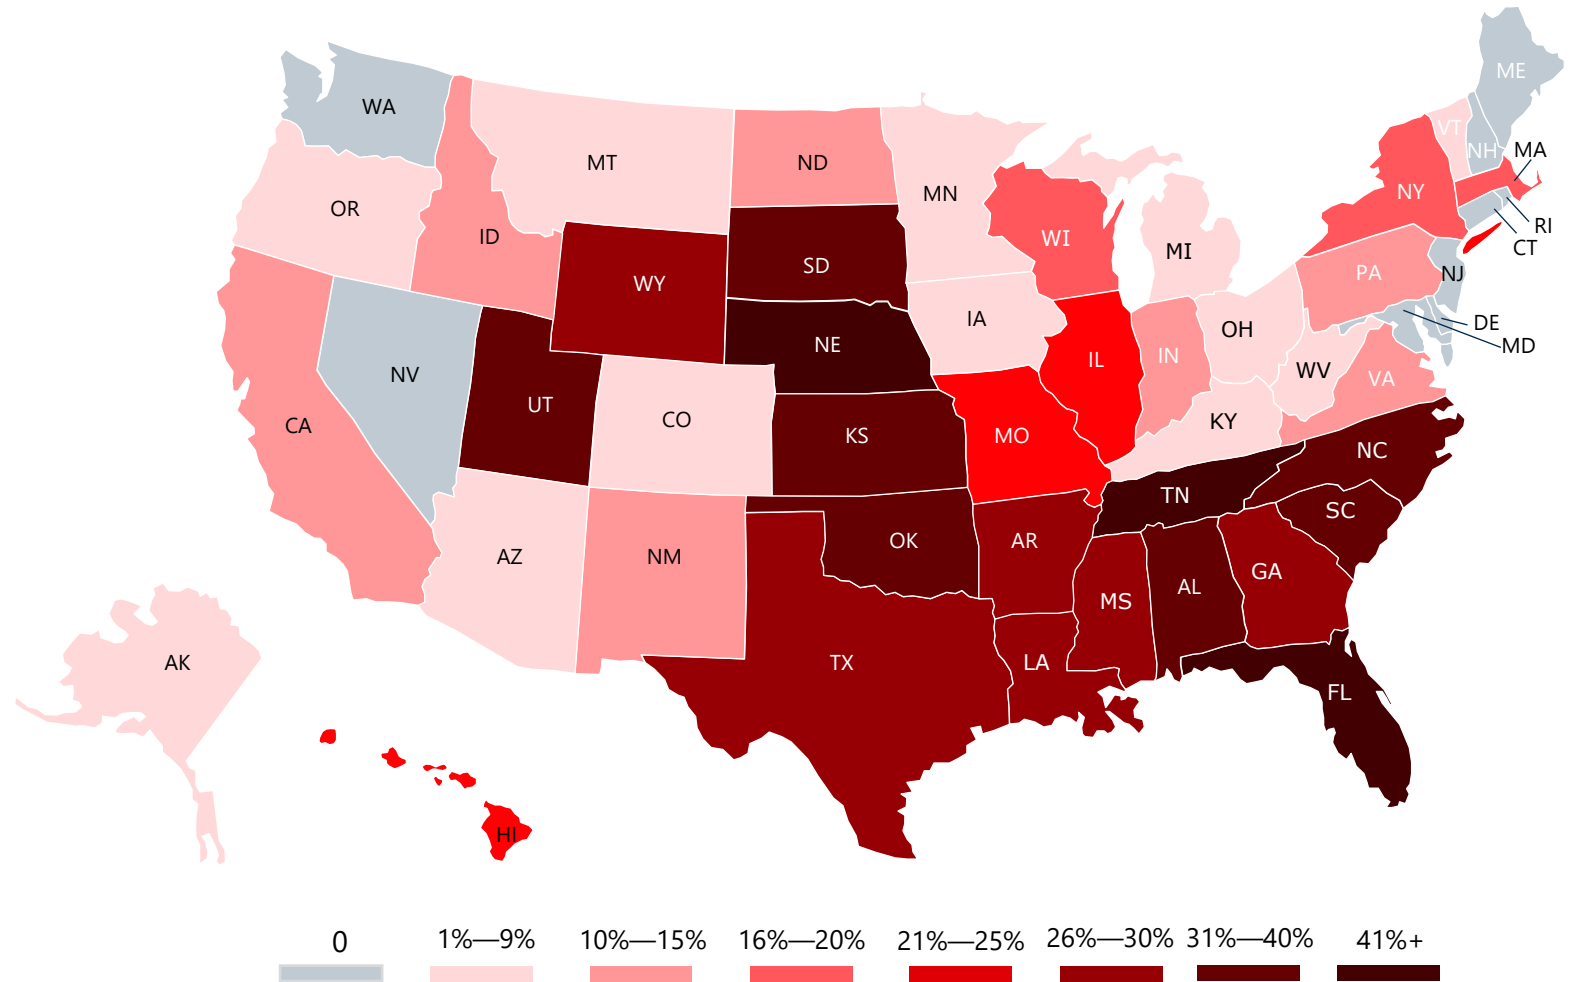 ME
WA
VT
NH
MA
MT
ND
MN
NY
OR
RI
ID
WI
CT
MI
SD
PA
NJ
WY
IA
DE
OH
NE
MD
IL
IN
WV
NV
VA
UT
CO
KY
CA
KS
MO
NC
TN
SC
AZ
NM
OK
AR
GA
AL
MS
AK
TX
LA
FL
HI
0
1%—9%
10%—15%
16%—20%
21%—25%
26%—30%
31%—40%
41%+